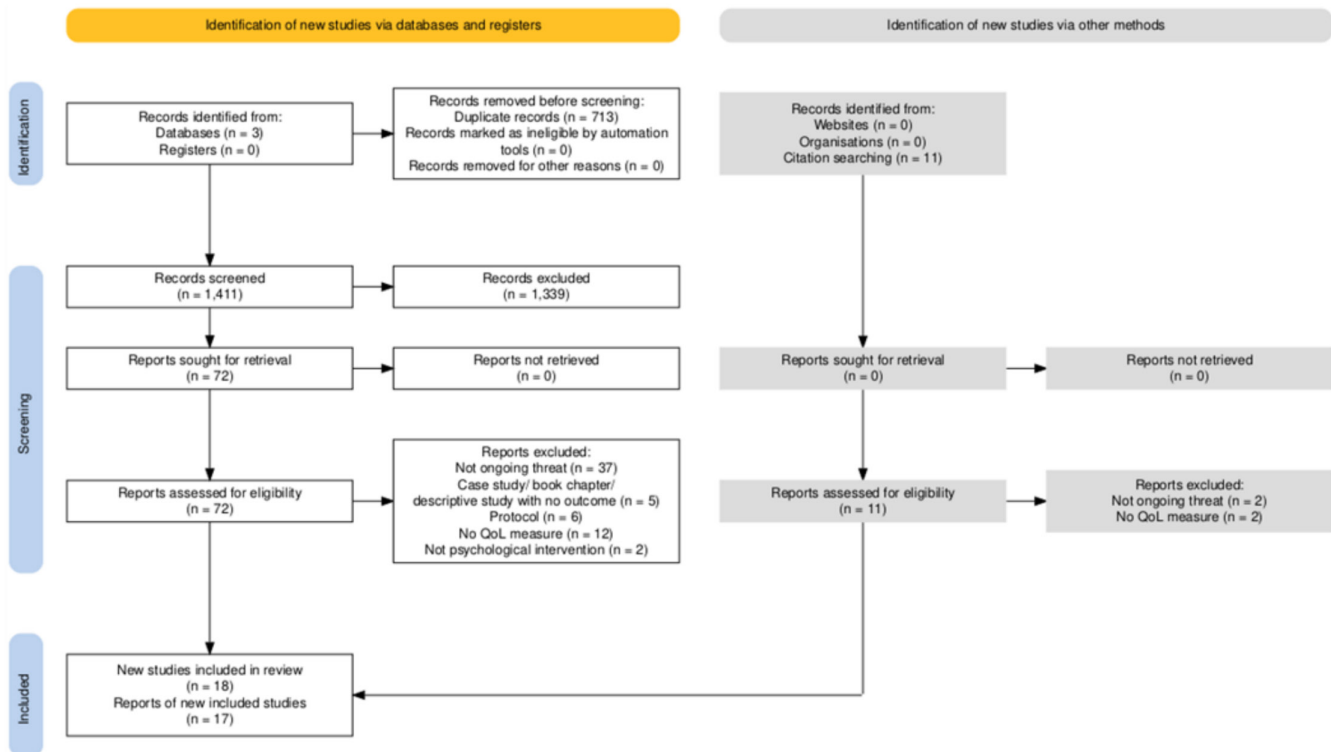 Identification of new studies via databases and registers
Identification of new studies via other methods
Identification
Records identified from:
Databases (n = 3)
Registers (n = 0)
Records removed before screening:
Duplicate records (n = 713)
Records marked as ineligible by automation
tools (n = 0)
Records removed for other reasons (n = 0)
Records identified from:
Websites (n = 0)
Organisations (n = 0)
Citation searching (n = 11)
Screening
Records screened
(n = 1,411)
Records excluded
(n = 1,339)
Reports sought for retrieval
(n = 72)
Reports not retrieved
(n = 0)
Reports sought for retrieval
(n = 0)
Reports not retrieved
(n = 0)
Reports assessed for eligibility
(n = 72)
Reports excluded:
Not ongoing threat (n = 37)
Case study/ book chapter/
descriptive study with no outcome (n = 5)
Protocol (n = 6)
No QoL measure (n = 12)
Not psychological intervention (n = 2)
Reports assessed for eligibility
(n = 11)
Reports excluded:
Not ongoing threat (n = 2)
No QoL measure (n = 2)
Included
New studies included in review
(n = 18)
Reports of new included studies
(n = 17)